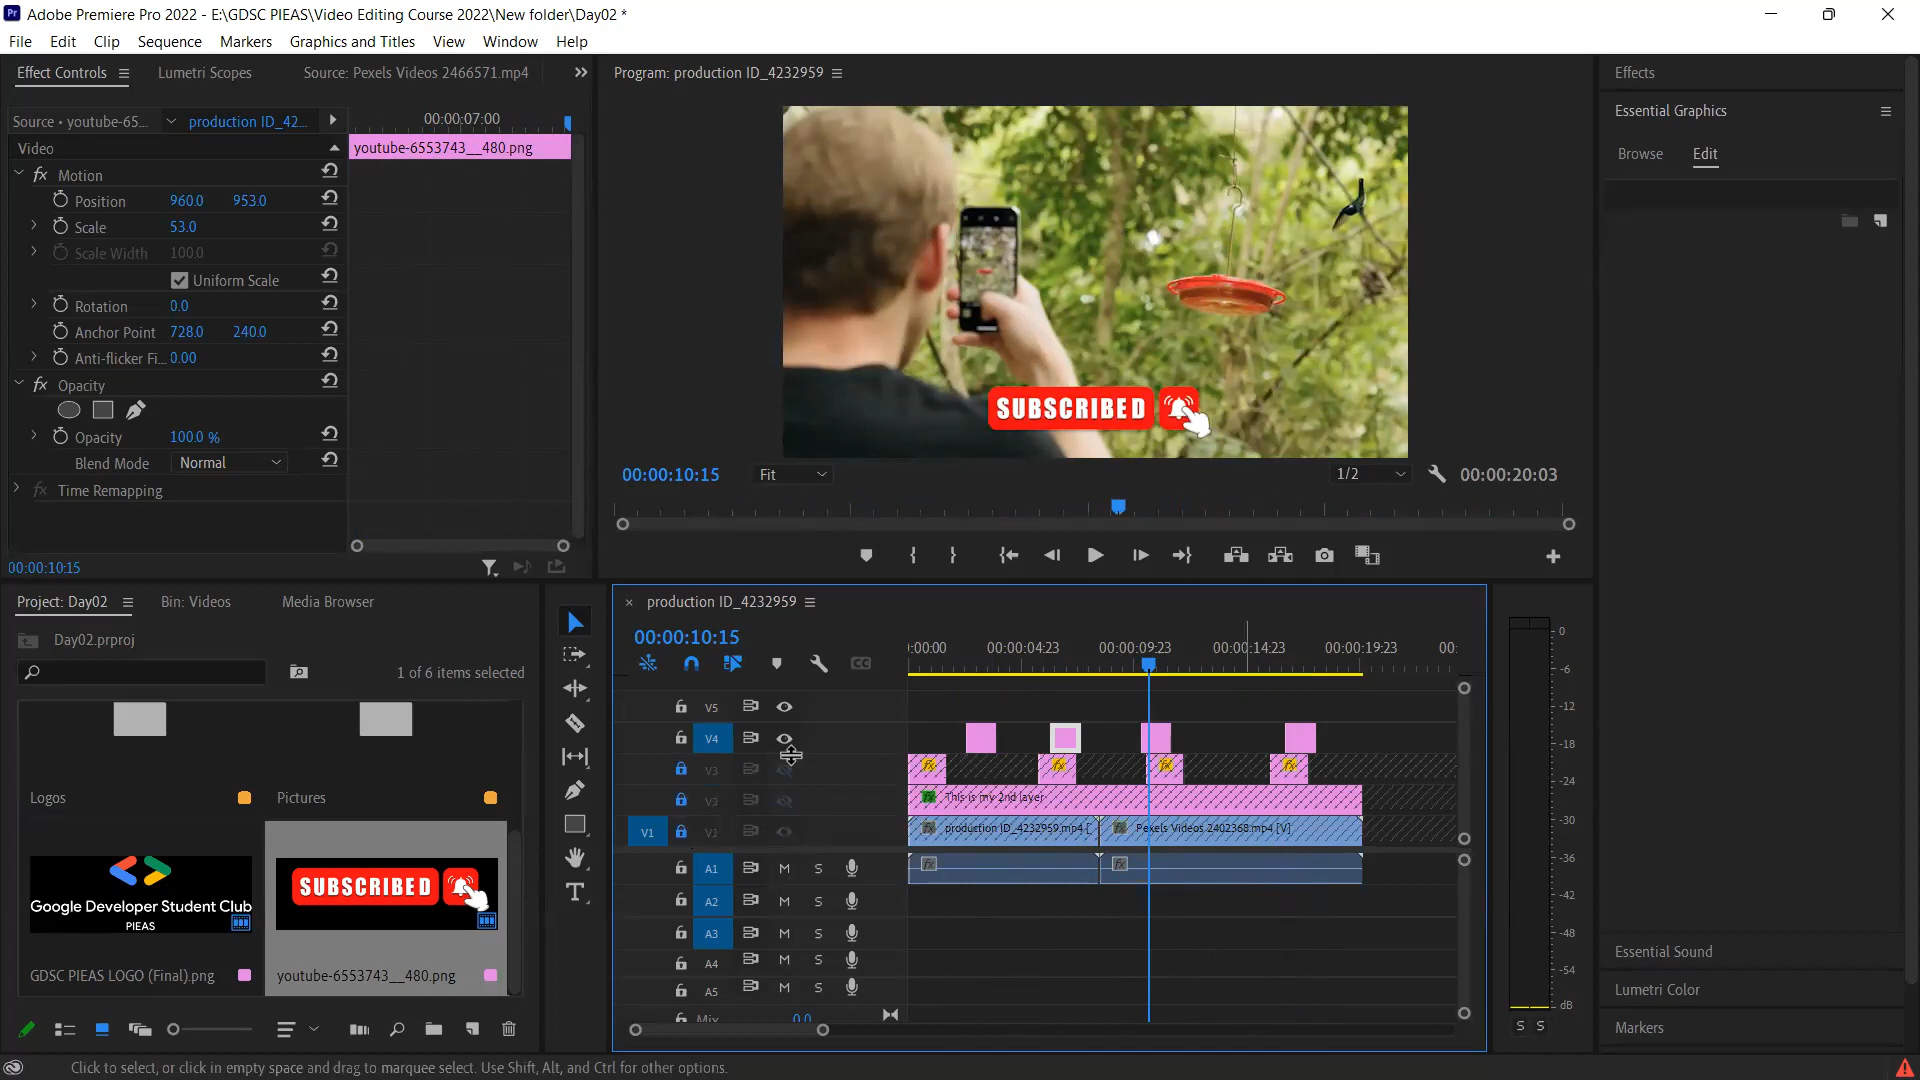 Adobe Premiere Pro 2022 - E:\GDSC PIEAS\Video Editing Course 2022\New folder\Day02 *
File Edit Clip Sequence Markers Graphics and Titles View Window Help
Effect Controls Lumetri Scopes Source: Pexels Videos 2466571.mp4
Program: production ID_4232959
Effects
Essential Graphics
Browse Edit
Source • youtube-65... production ID_42...
00:00:07:00
Video
youtube-6553743__480.png
fx Motion
Position 960.0 953.0
Scale 53.0
Scale Width 100.0
Uniform Scale
Rotation 0.0
Anchor Point 728.0 240.0
Anti-flicker Fi... 0.00
fx Opacity
Opacity 100.0 %
Blend Mode Normal
fx Time Remapping
00:00:10:15
SUBSCRIBED
00:00:10:15 Fit 1/2 00:00:20:03
Project: Day02 Bin: Videos Media Browser
Day02.prproj
1 of 6 items selected
Logos Pictures
Google Developer Student Club
PIEAS
SUBSCRIBED
GDSC PIEAS LOGO (Final).png youtube-6553743__480.png
production ID_4232959
00:00:10:15
:00:00 00:00:04:23 00:00:09:23 00:00:14:23 00:00:19:23 00:
V5
V4
V3
This is my 2nd layer
V1
production ID_4232959.mp4 [ Pexels Videos 2402368.mp4 [V]
A1 M S
A2 M S
A3 M S
A4 M S
A5 M S
Mix 0.0
0
-6
-12
-18
-24
-30
-36
-42
-48
-54
dB
S S
Essential Sound
Lumetri Color
Markers
Click to select, or click in empty space and drag to marquee select. Use Shift, Alt, and Ctrl for other options.